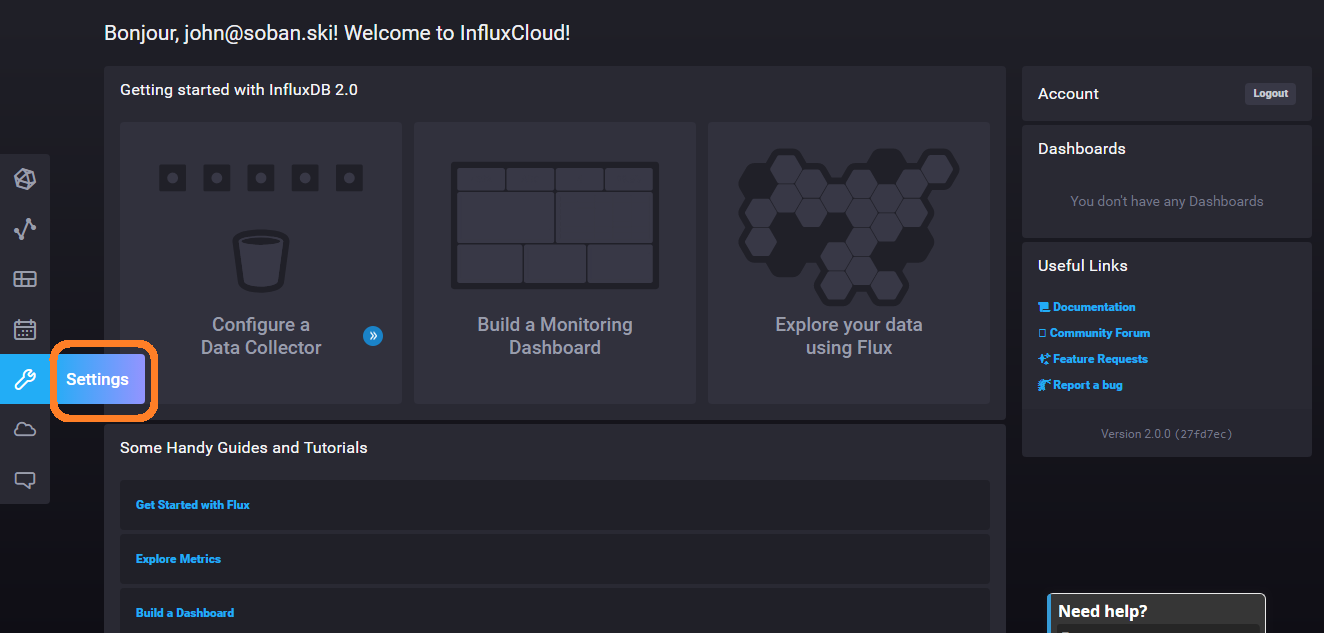 Bonjour, john@soban.ski! Welcome to InfluxCloud!
Getting started with InfluxDB 2.0
Configure a
Data Collector
Build a Monitoring
Dashboard
Explore your data
using Flux
Settings
Some Handy Guides and Tutorials
Get Started with Flux
Explore Metrics
Build a Dashboard
Account
Logout
Dashboards
You don't have any Dashboards
Useful Links
Documentation
Community Forum
Feature Requests
Report a bug
Version 2.0.0 (27fd7ec)
Need help?